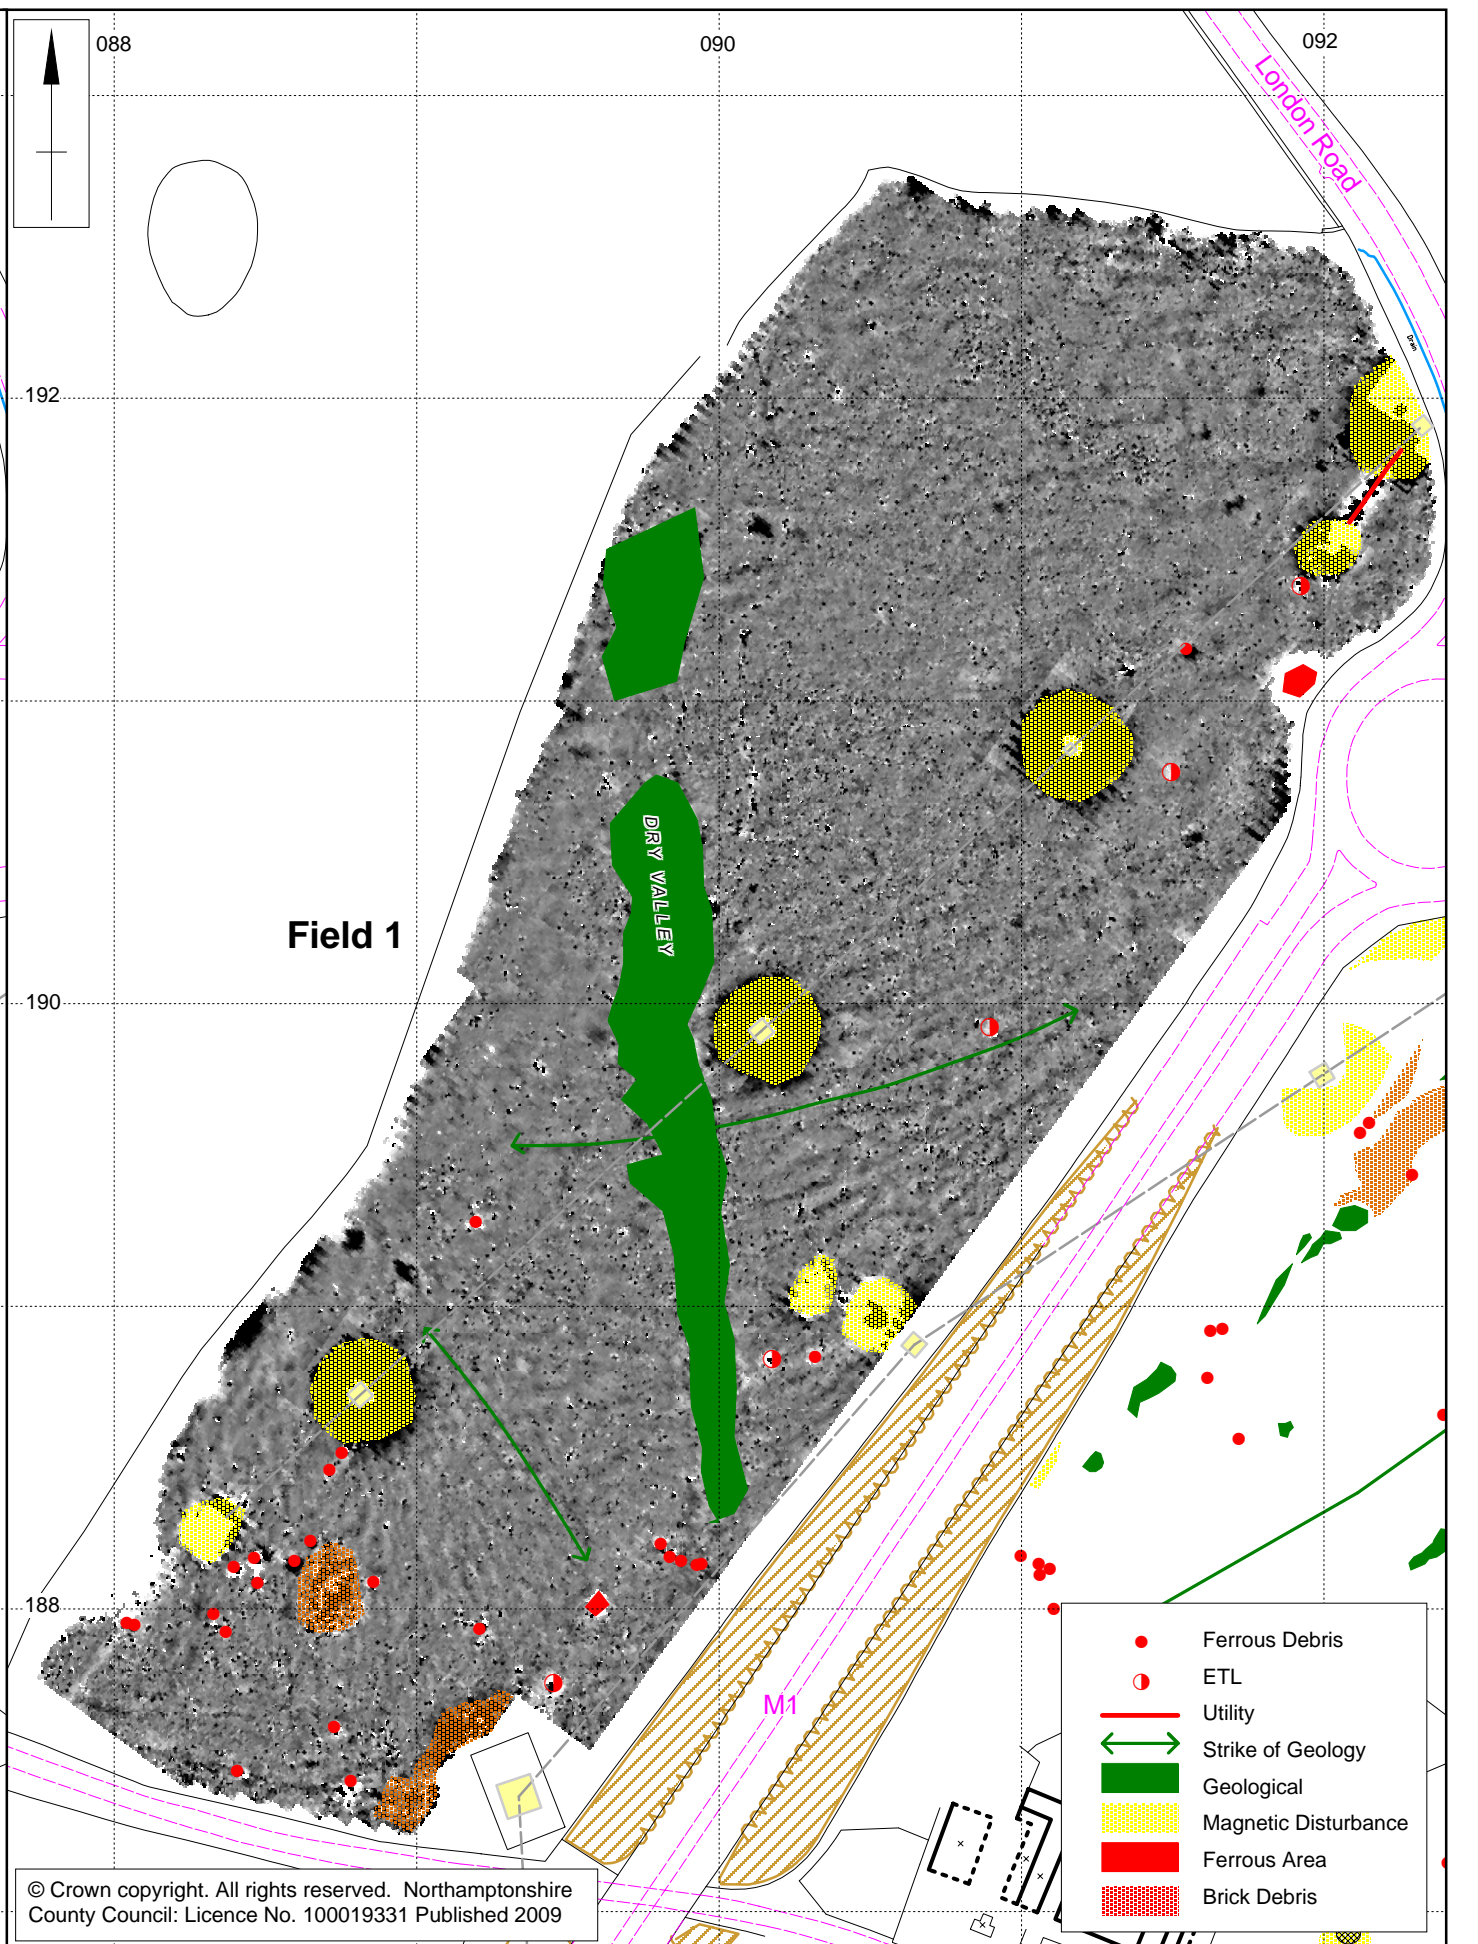 088
090
092
London Road
Drain
192
DRY VALLEY
Field 1
190
188
M1
Ferrous Debris
ETL
Utility
Strike of Geology
Geological
Magnetic Disturbance
Ferrous Area
Brick Debris
© Crown copyright. All rights reserved. Northamptonshire
County Council: Licence No. 100019331 Published 2009